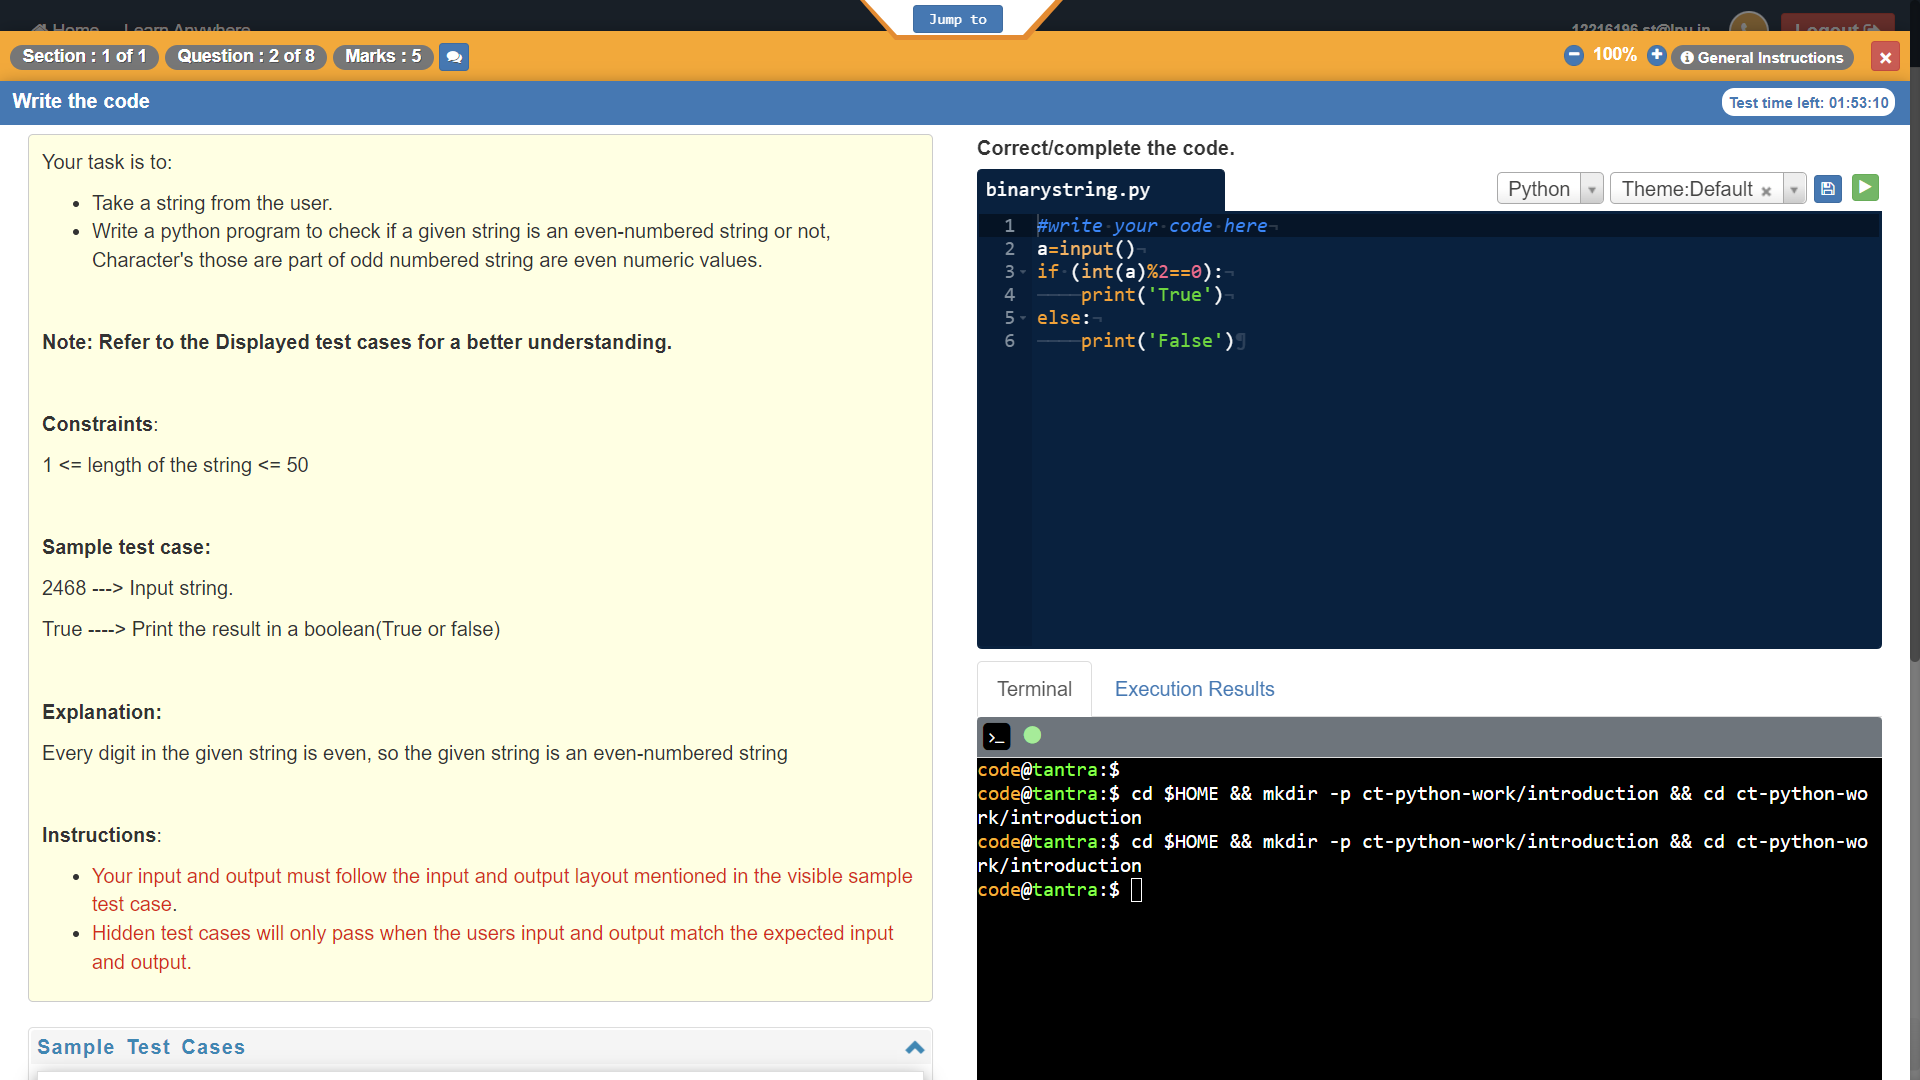 Jump to
Home Learn Anywhere
Logout
Section : 1 of 1 Question : 2 of 8 Marks : 5
100% General Instructions
Write the code
Test time left: 01:53:10
Your task is to:
Take a string from the user.
Write a python program to check if a given string is an even-numbered string or not,
Character's those are part of odd numbered string are even numeric values.
Note: Refer to the Displayed test cases for a better understanding.
Constraints:
1 <= length of the string <= 50
Sample test case:
2468 ---> Input string.
True ----> Print the result in a boolean(True or false)
Explanation:
Every digit in the given string is even, so the given string is an even-numbered string
Instructions:
Your input and output must follow the input and output layout mentioned in the visible sample
test case.
Hidden test cases will only pass when the users input and output match the expected input
and output.
Sample Test Cases
Correct/complete the code.
binarystring.py
Python Theme:Default ×
1 #write your code here
2 a=input()
3 if (int(a)%2==0):
4 print('True')
5 else:
6 print('False')
Terminal Execution Results
code@tantra:$
code@tantra:$ cd $HOME && mkdir -p ct-python-work/introduction && cd ct-python-wo
rk/introduction
code@tantra:$ cd $HOME && mkdir -p ct-python-work/introduction && cd ct-python-wo
rk/introduction
code@tantra:$